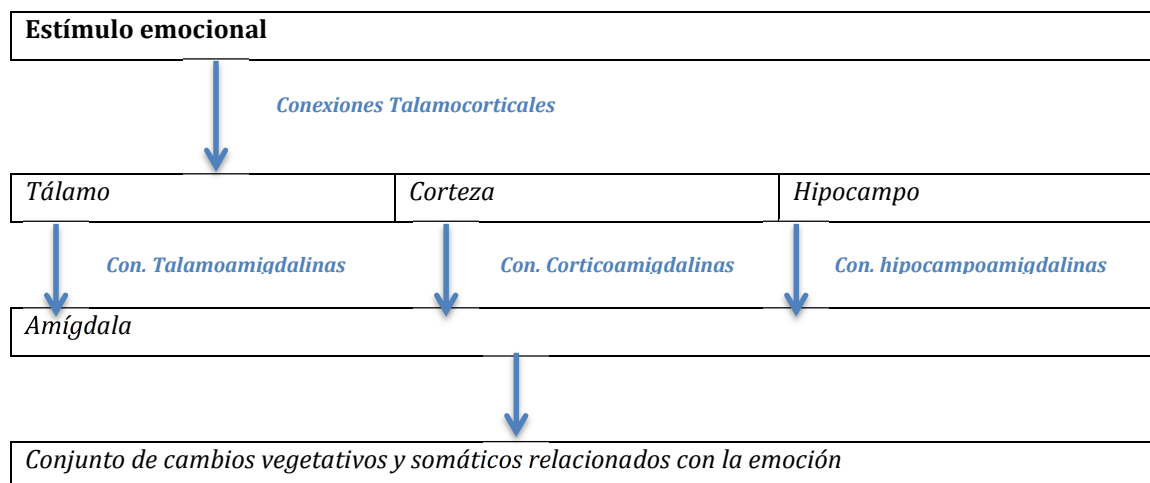 Estímulo emocional
Conexiones Talamocorticales
Tálamo
Corteza
Hipocampo
Con. Talamoamigdalinas
Con. Corticoamigdalinas
Con. hipocampoamigdalinas
Amígdala
Conjunto de cambios vegetativos y somáticos relacionados con la emoción